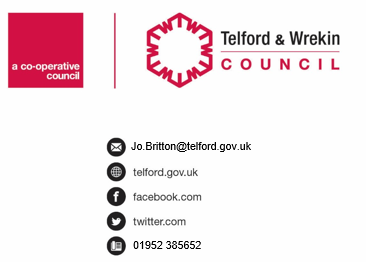 a co-operative
council
Telford & Wrekin
COUNCIL
Jo.Britton@telford.gov.uk
telford.gov.uk
facebook.com
twitter.com
01952 385652